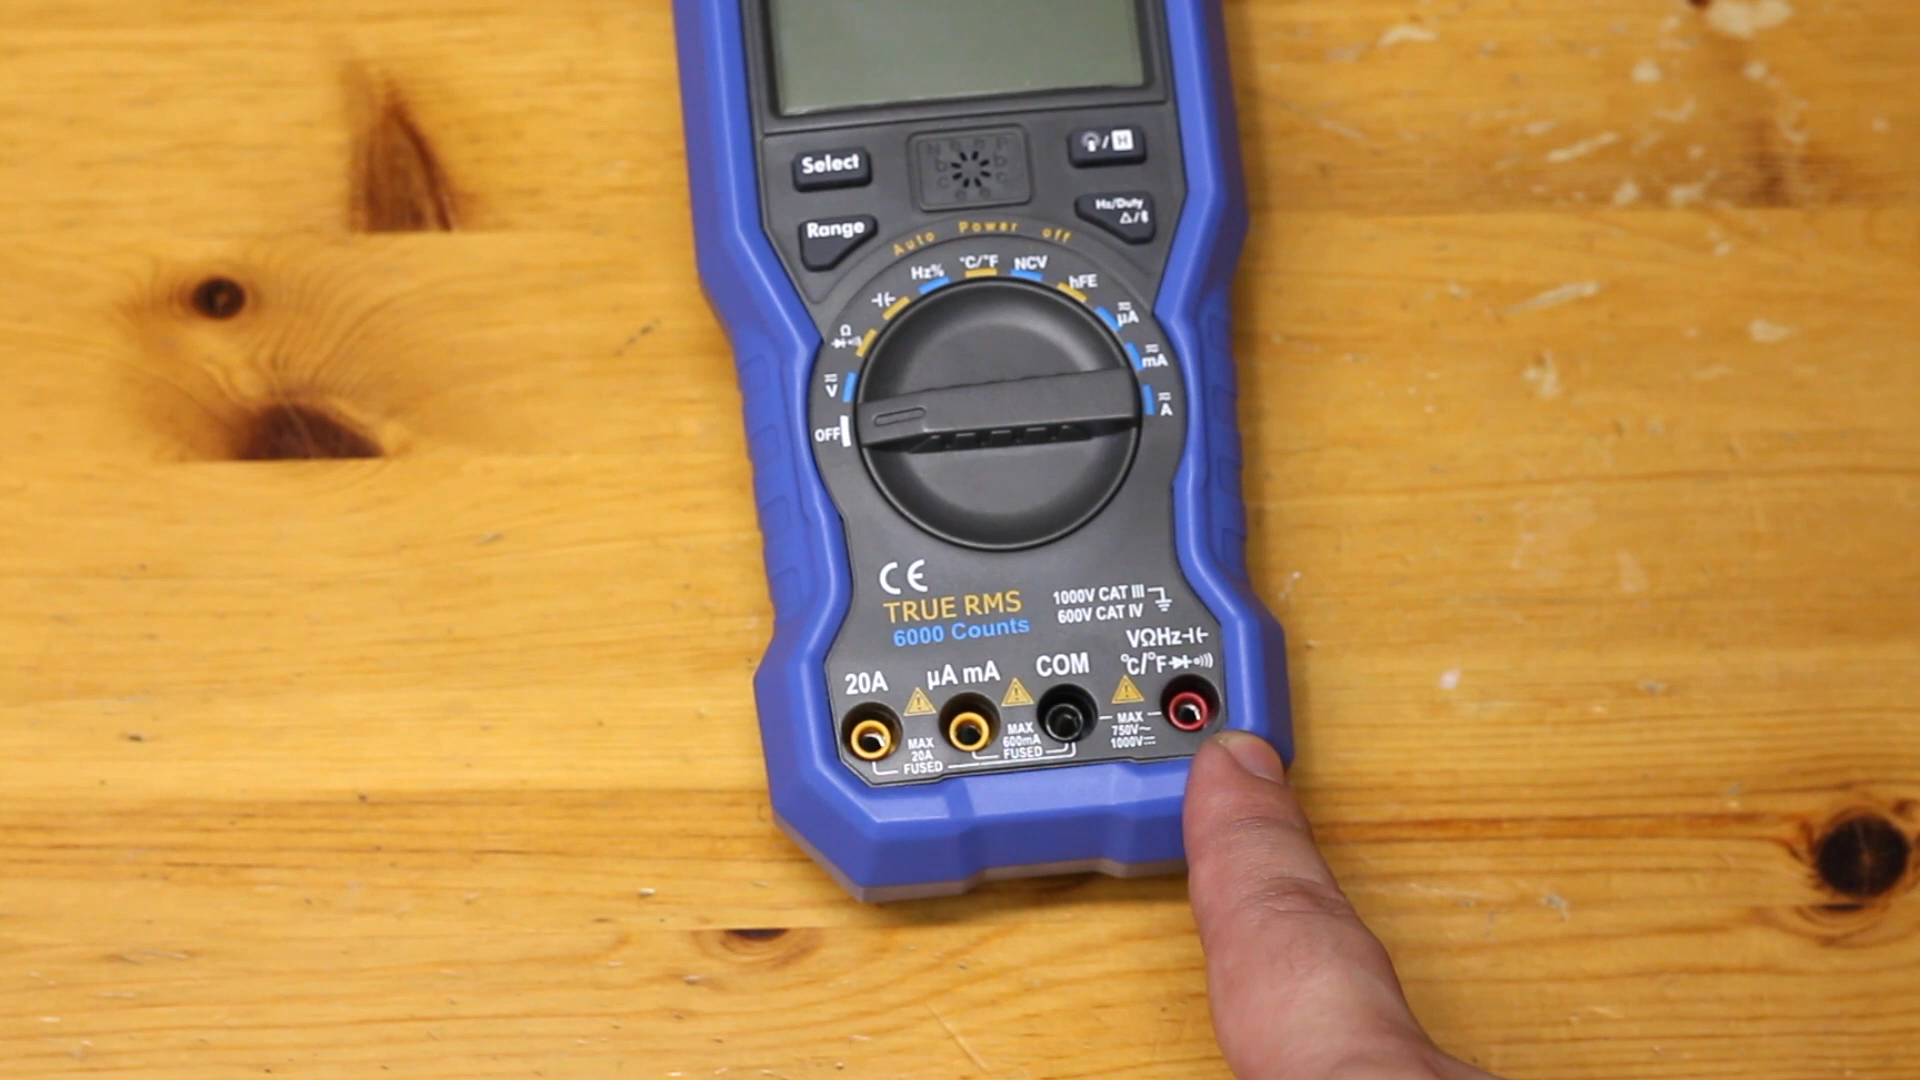 Select
H
Range
Hz/Duty
Auto Power off
Hz%
°C/°F
NCV
hFE
Ω
µA
mA
V
A
OFF
CE
TRUE RMS
6000 Counts
1000V CAT III
600V CAT IV
VΩHz
°C/°F
20A
µA mA
COM
MAX
20A
FUSED
MAX
600mA
FUSED
MAX
750V~
1000V